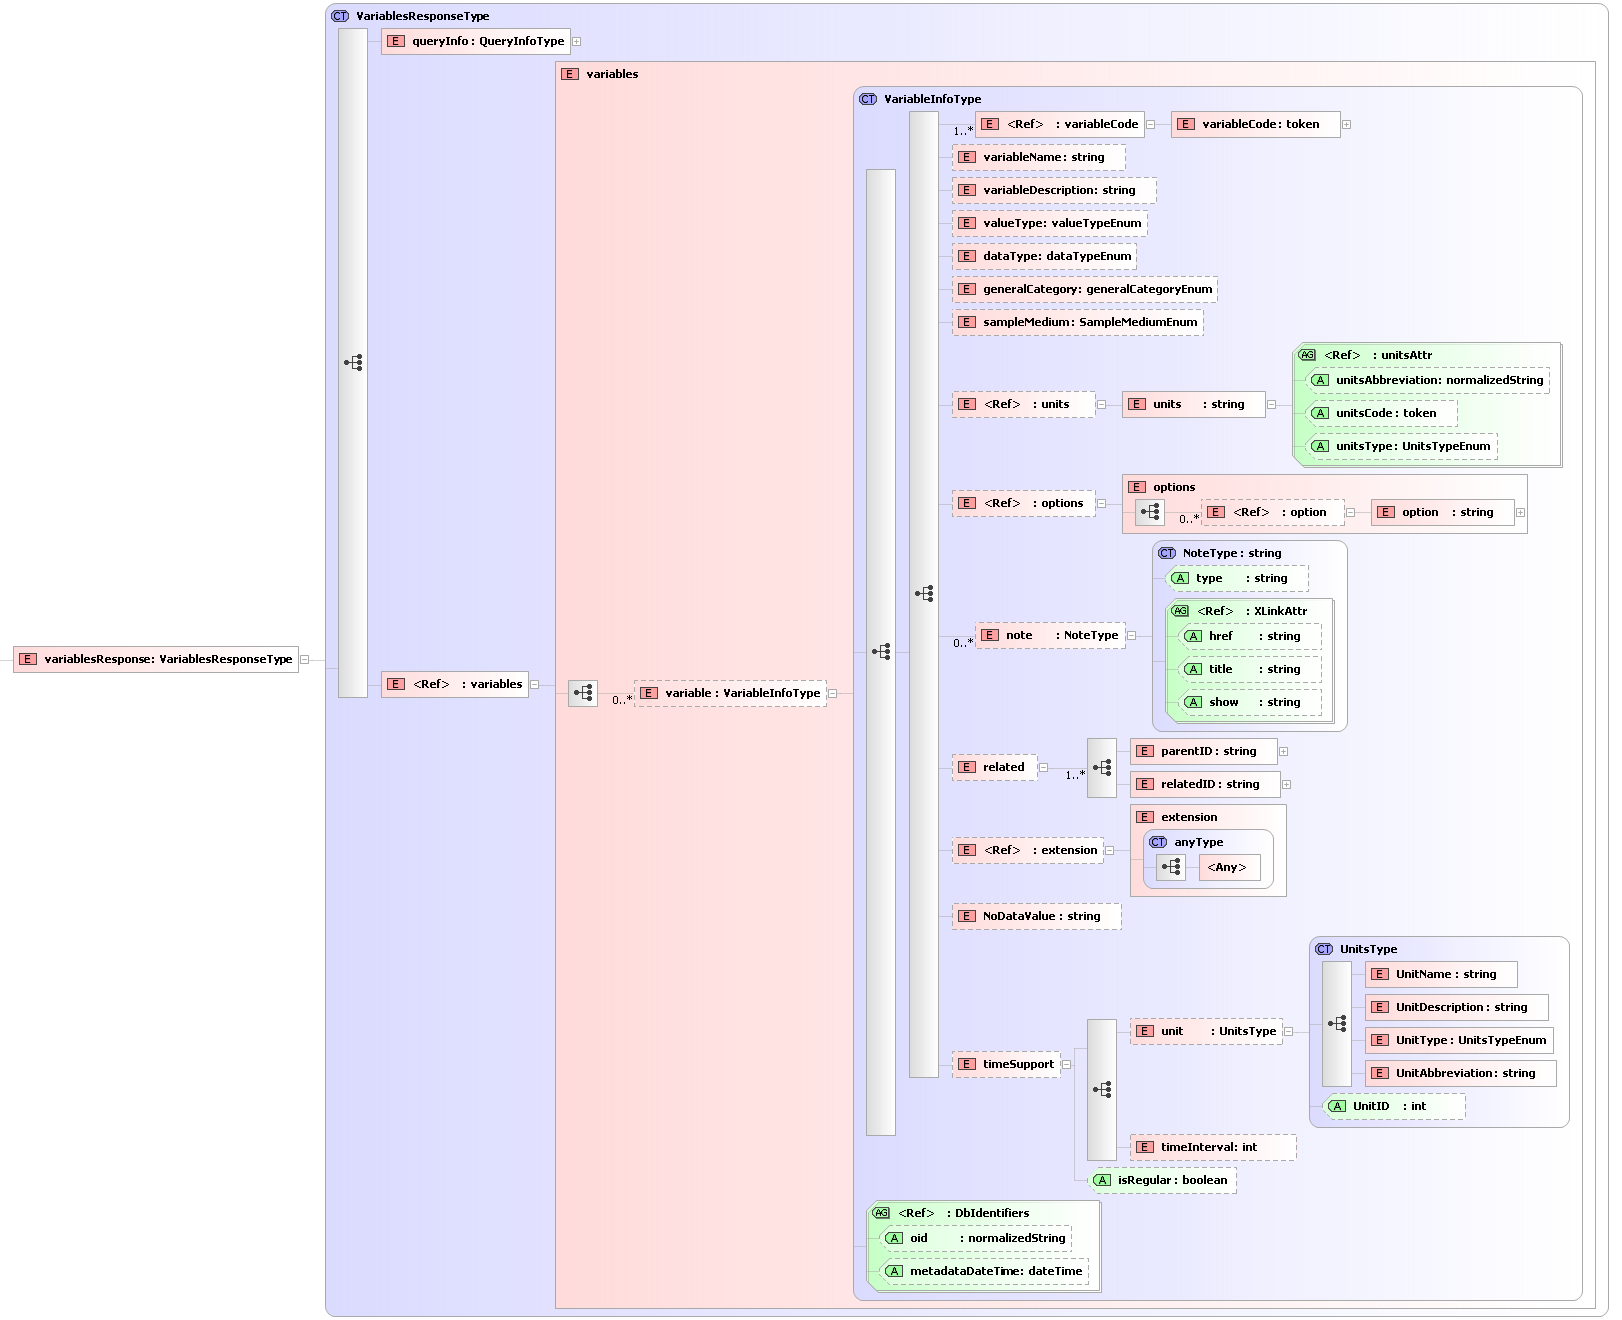 CT VariablesResponseType
E queryInfo : QueryInfoType
E variables
CT VariableInfoType
1..* E <Ref> : variableCode E variableCode: token
E variableName: string
E variableDescription: string
E valueType: valueTypeEnum
E dataType: dataTypeEnum
E generalCategory: generalCategoryEnum
E sampleMedium: SampleMediumEnum
AG <Ref> : unitsAttr
A unitsAbbreviation: normalizedString
E <Ref> : units E units : string
A unitsCode : token
A unitsType: UnitsTypeEnum
E options
E <Ref> : options
0..* E <Ref> : option E option : string
CT NoteType : string
A type : string
AG <Ref> : XLinkAttr
0..* E note : NoteType
A href : string
A title : string
A show : string
E variablesResponse: VariablesResponseType
E <Ref> : variables
0..* E variable : VariableInfoType
E parentID : string
E related
1..*
E relatedID : string
E extension
CT anyType
E <Ref> : extension
<Any>
E NoDataValue : string
CT UnitsType
E UnitName : string
E UnitDescription : string
E unit : UnitsType
E UnitType : UnitsTypeEnum
E timeSupport
E UnitAbbreviation: string
A UnitID : int
E timeInterval: int
A isRegular : boolean
AG <Ref> : DbIdentifiers
A oid : normalizedString
A metadataDateTime: dateTime